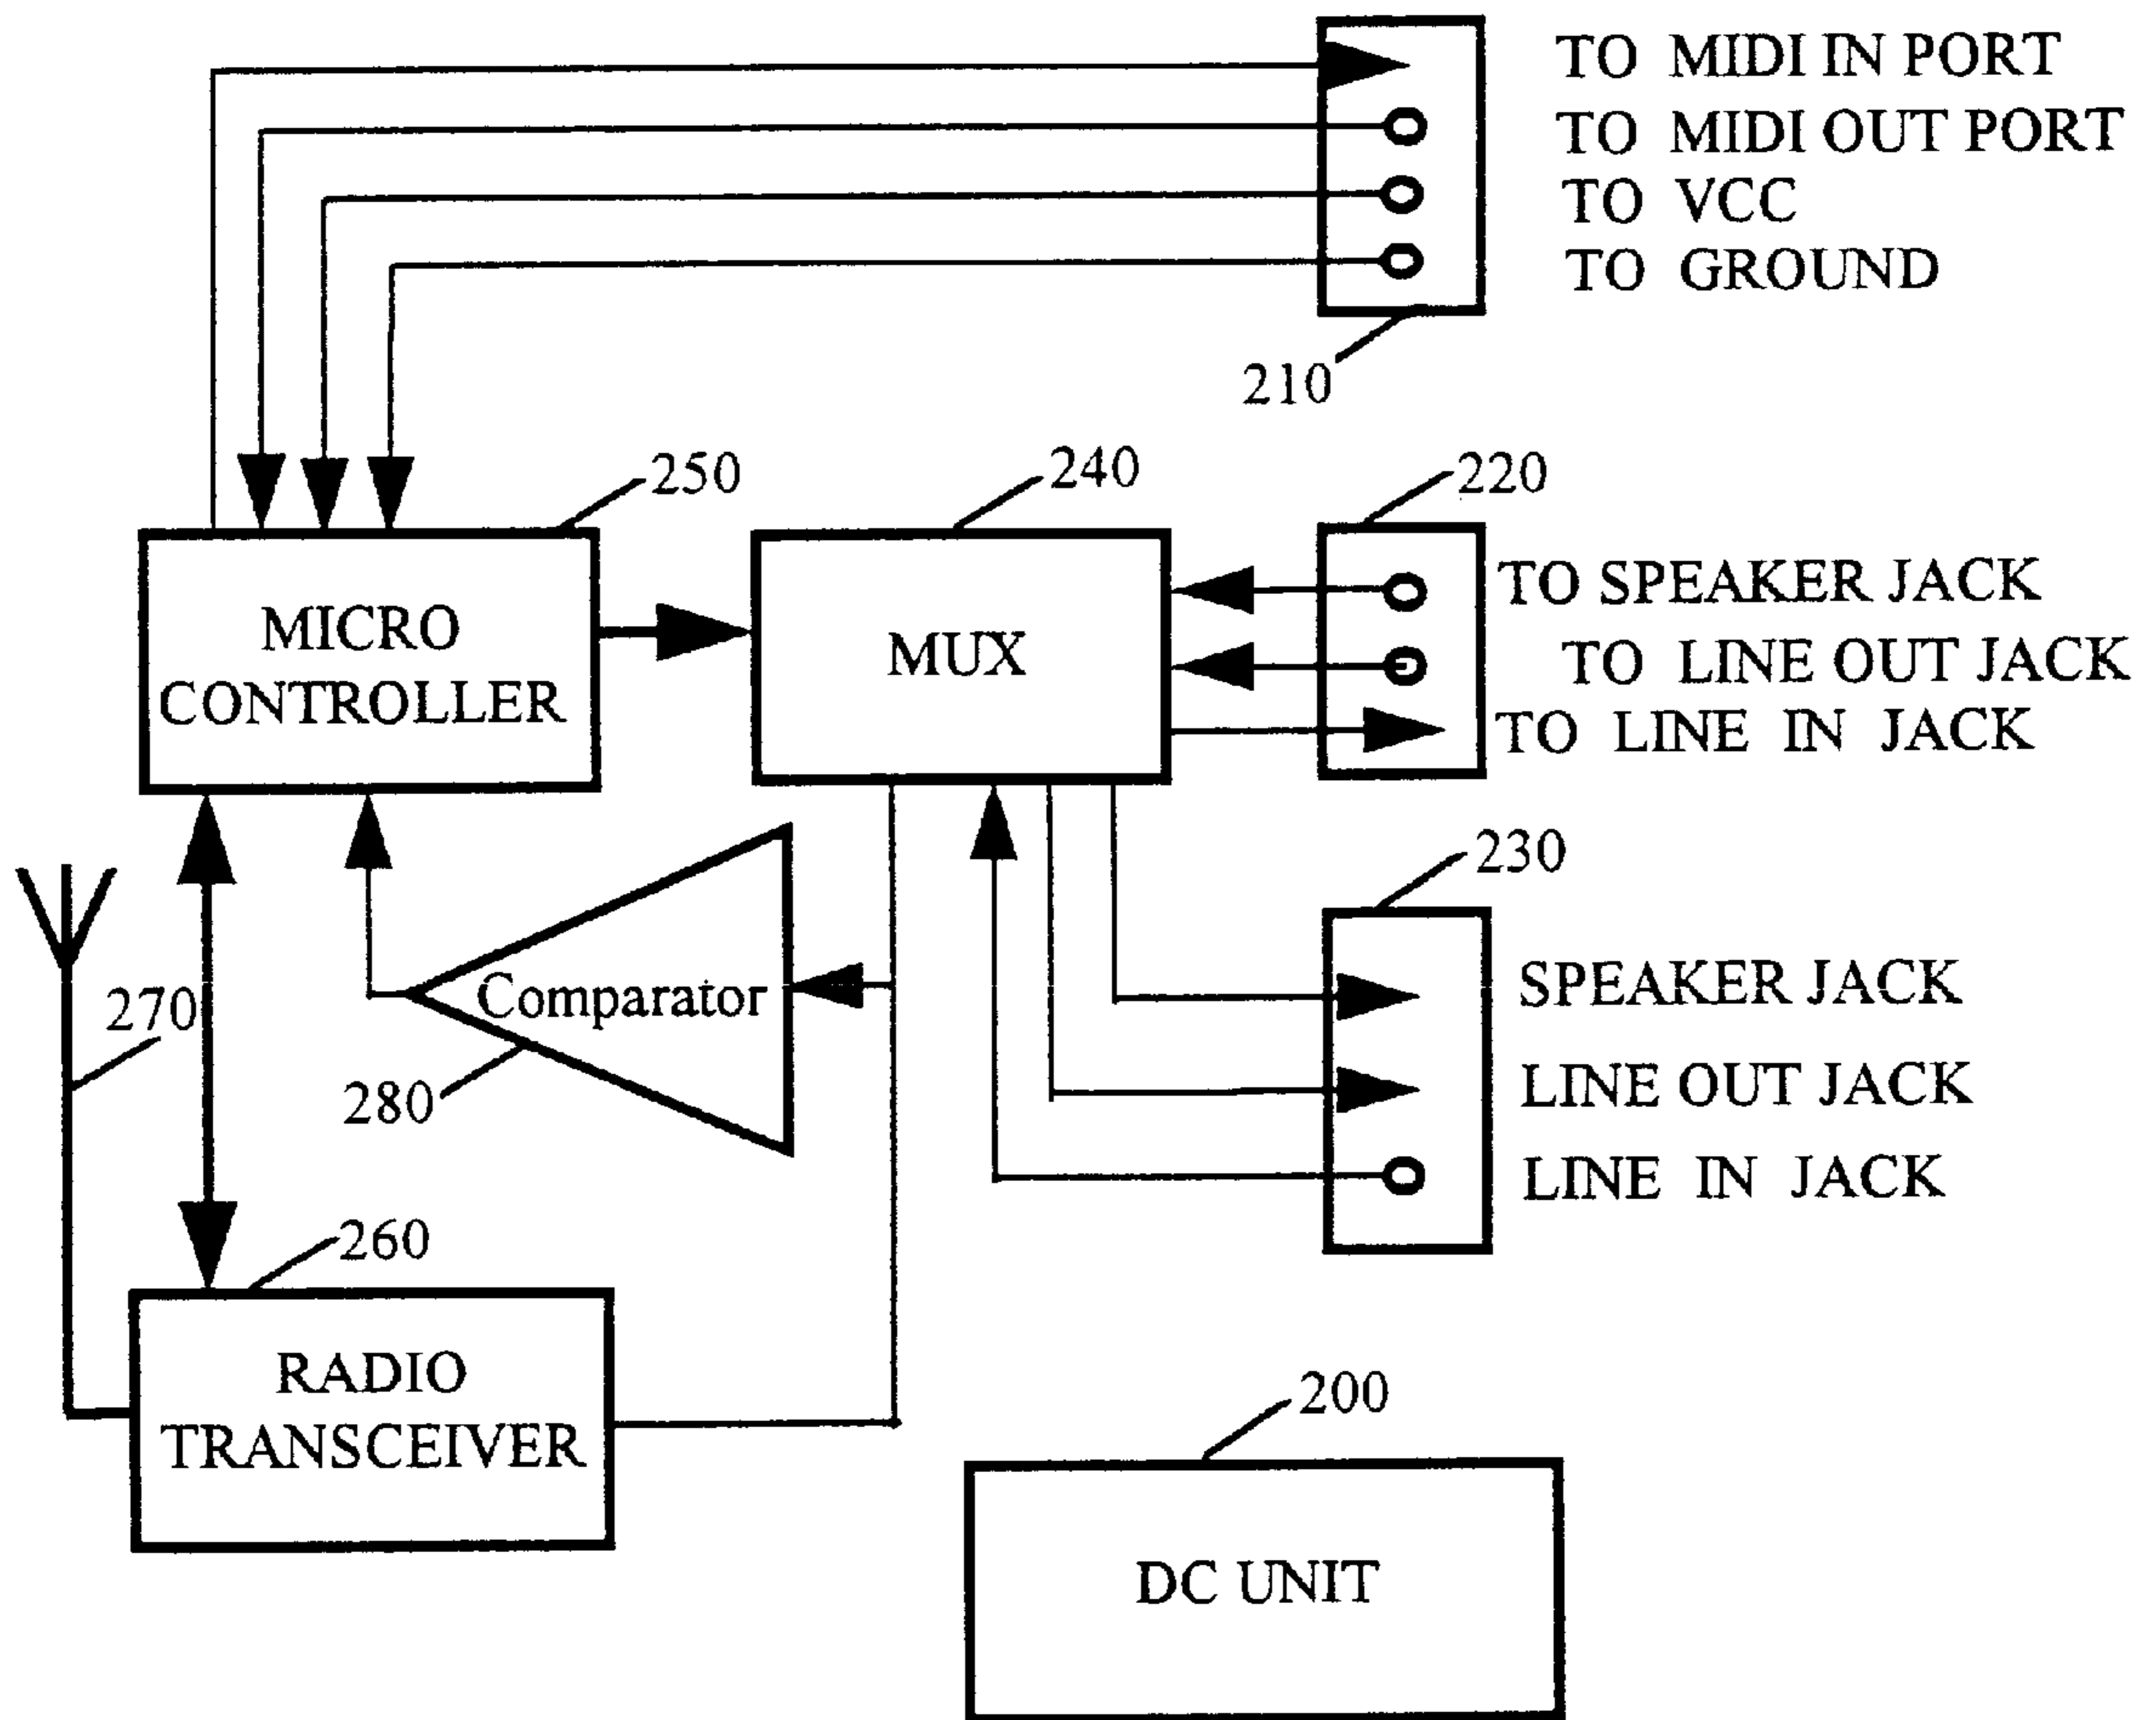 TO MIDI IN PORT
TO MIDI OUT PORT
TO VCC
TO GROUND
210
250
240
220
MICRO
CONTROLLER
MUX
TO SPEAKER JACK
TO LINE OUT JACK
TO LINE IN JACK
230
270
Comparator
280
SPEAKER JACK
LINE OUT JACK
LINE IN JACK
260
RADIO
TRANSCEIVER
200
DC UNIT